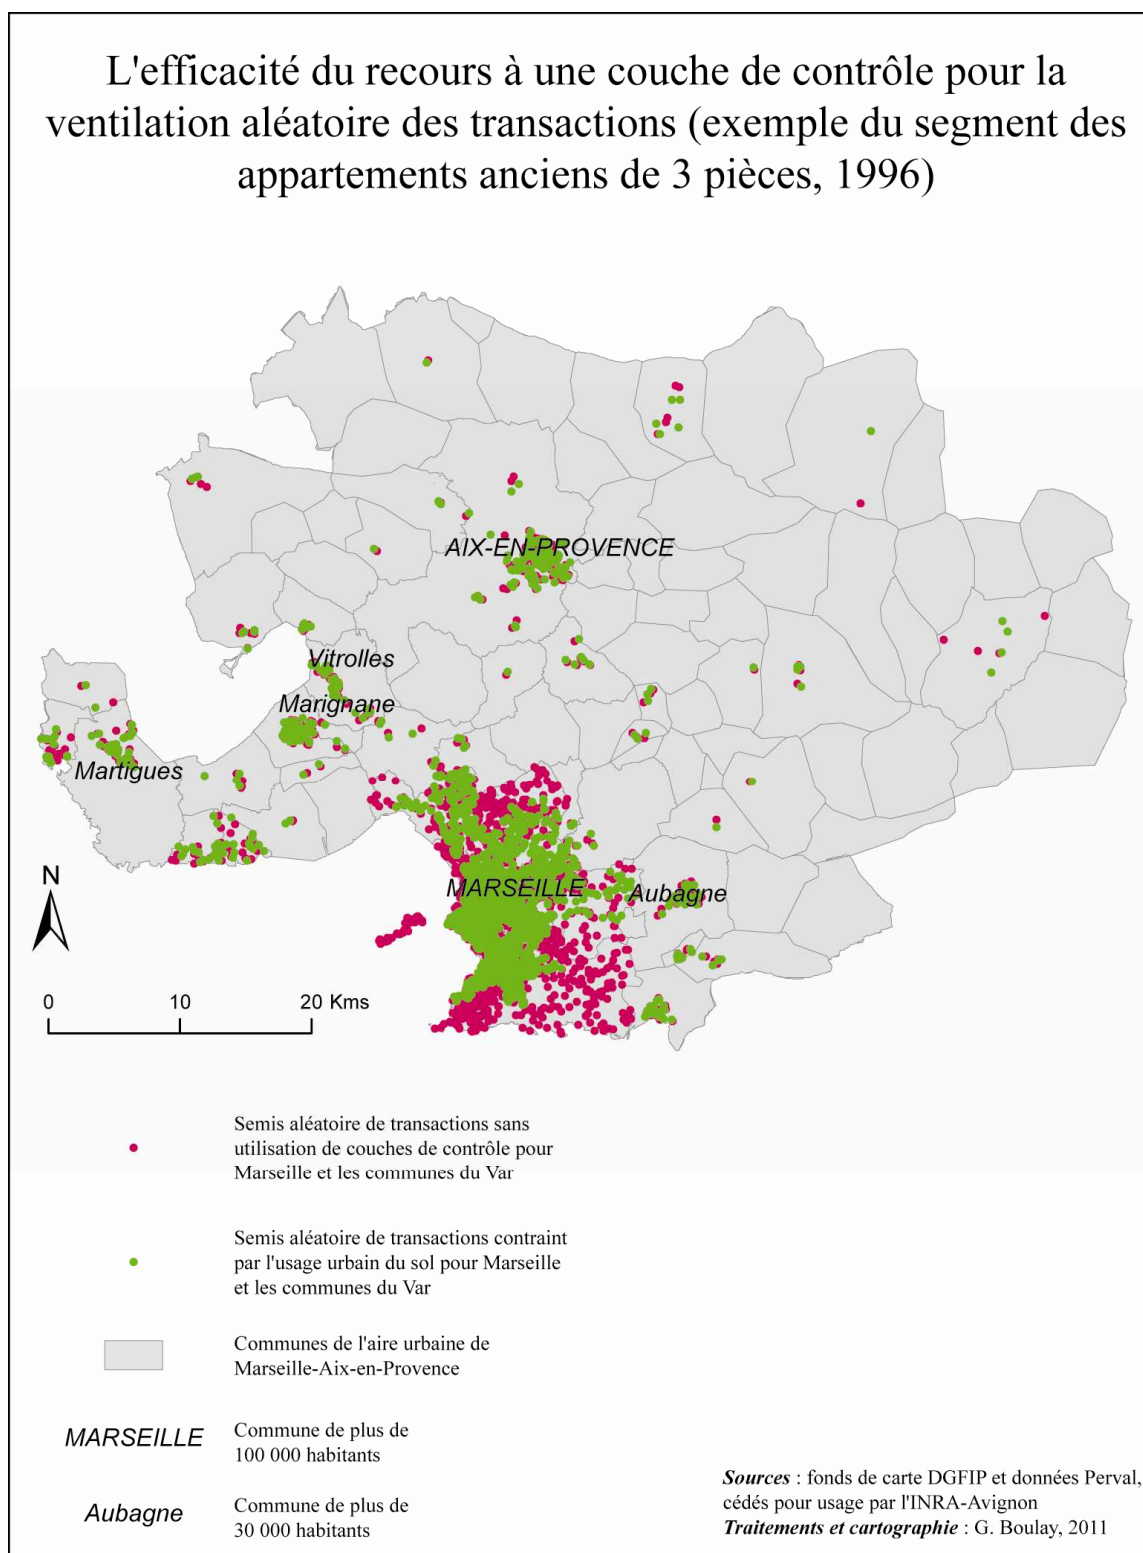 L'efficacité du recours à une couche de contrôle pour la
ventilation aléatoire des transactions (exemple du segment des
appartements anciens de 3 pièces, 1996)
AIX-EN-PROVENCE
Vitrolles
Marignane
Martigues
MARSEILLE
Aubagne
N
0 10 20 Kms
Semis aléatoire de transactions sans
utilisation de couches de contrôle pour
Marseille et les communes du Var
Semis aléatoire de transactions contraint
par l'usage urbain du sol pour Marseille
et les communes du Var
Communes de l'aire urbaine de
Marseille-Aix-en-Provence
MARSEILLE
Commune de plus de
100 000 habitants
Aubagne
Commune de plus de
30 000 habitants
Sources : fonds de carte DGFIP et données Perval,
cédés pour usage par l'INRA-Avignon
Traitements et cartographie : G. Boulay, 2011